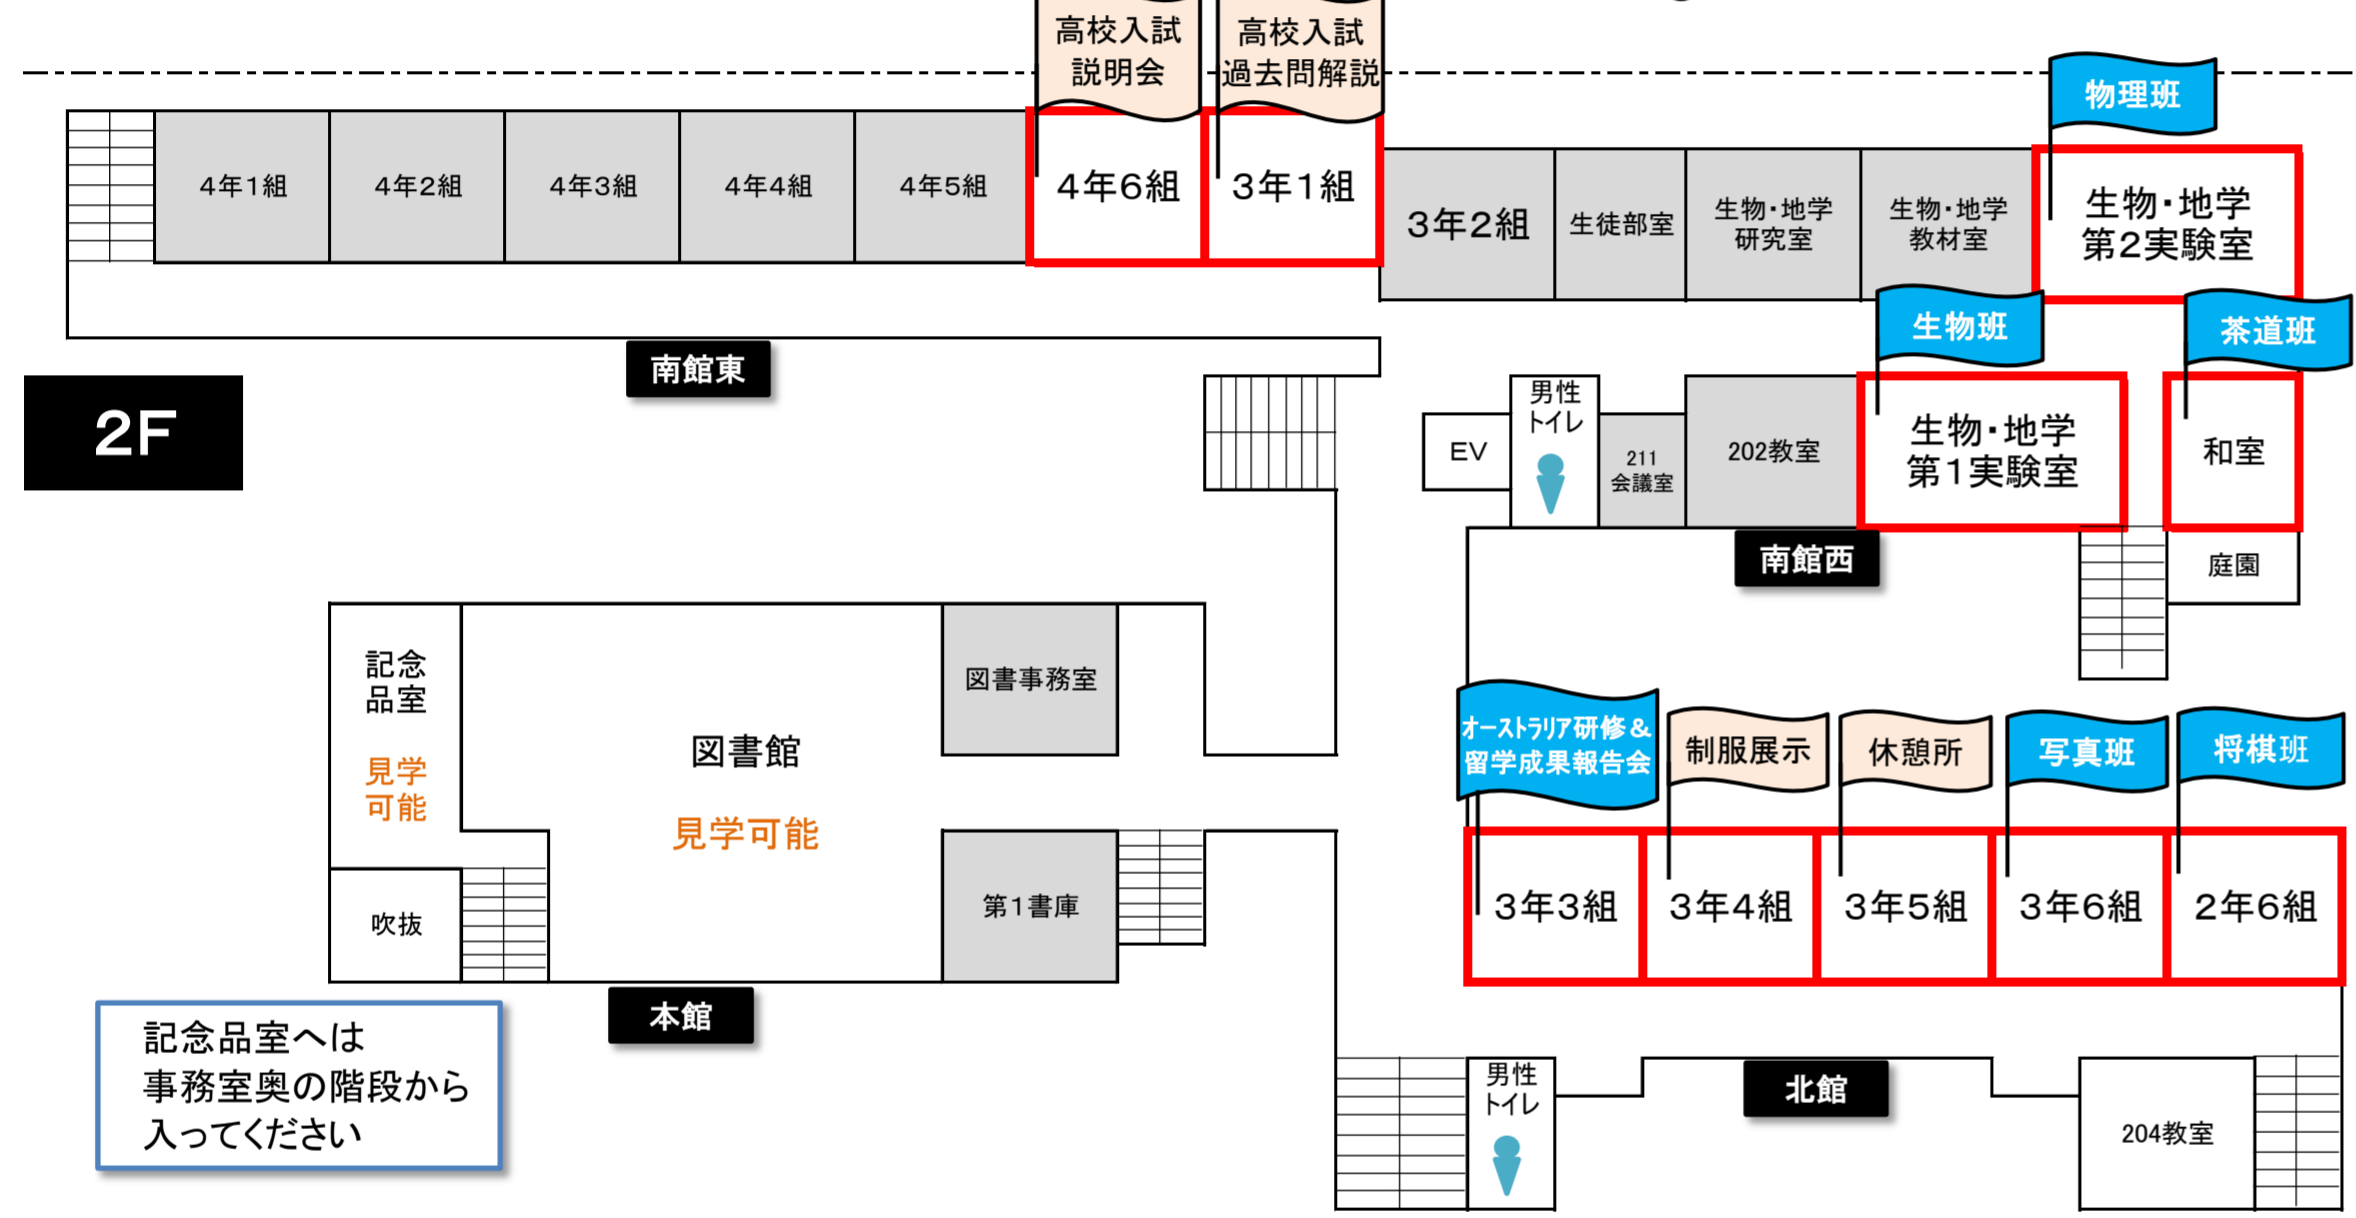 高校入試
説明会
高校入試
過去問解説
物理班
4年1組
4年2組
4年3組
4年4組
4年5組
4年6組
3年1組
3年2組
生徒部室
生物・地学
研究室
生物・地学
教材室
生物・地学
第2実験室
南館東
2F
生物班
茶道班
EV
男性
トイレ
211
会議室
202教室
生物・地学
第1実験室
和室
南館西
庭園
記念
品室
見学
可能
図書館
見学可能
図書事務室
第1書庫
吹抜
本館
オーストラリア研修&
留学成果報告会
制服展示
休憩所
写真班
将棋班
3年3組
3年4組
3年5組
3年6組
2年6組
記念品室へは
事務室奥の階段から
入ってください
男性
トイレ
北館
204教室